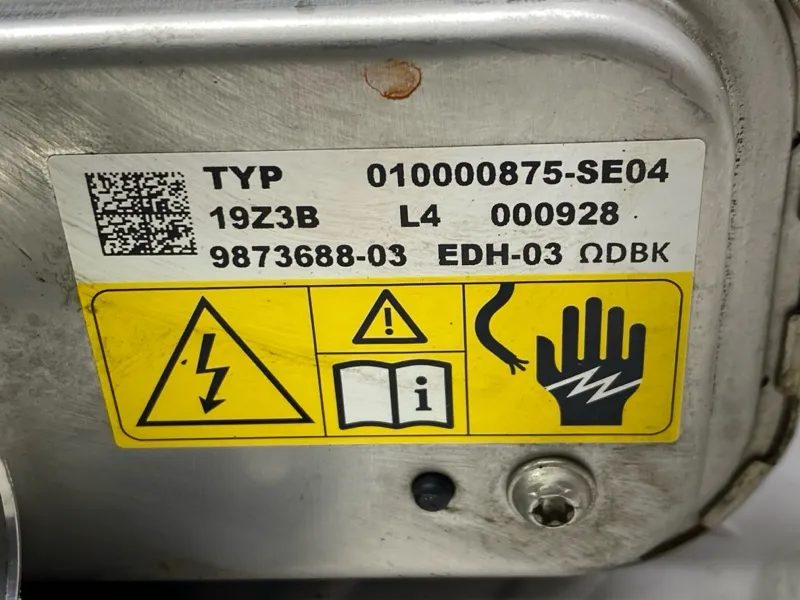 TYP 010000875-SE04
19Z3B L4 000928
9873688-03 EDH-03 ΩDBK
!
i